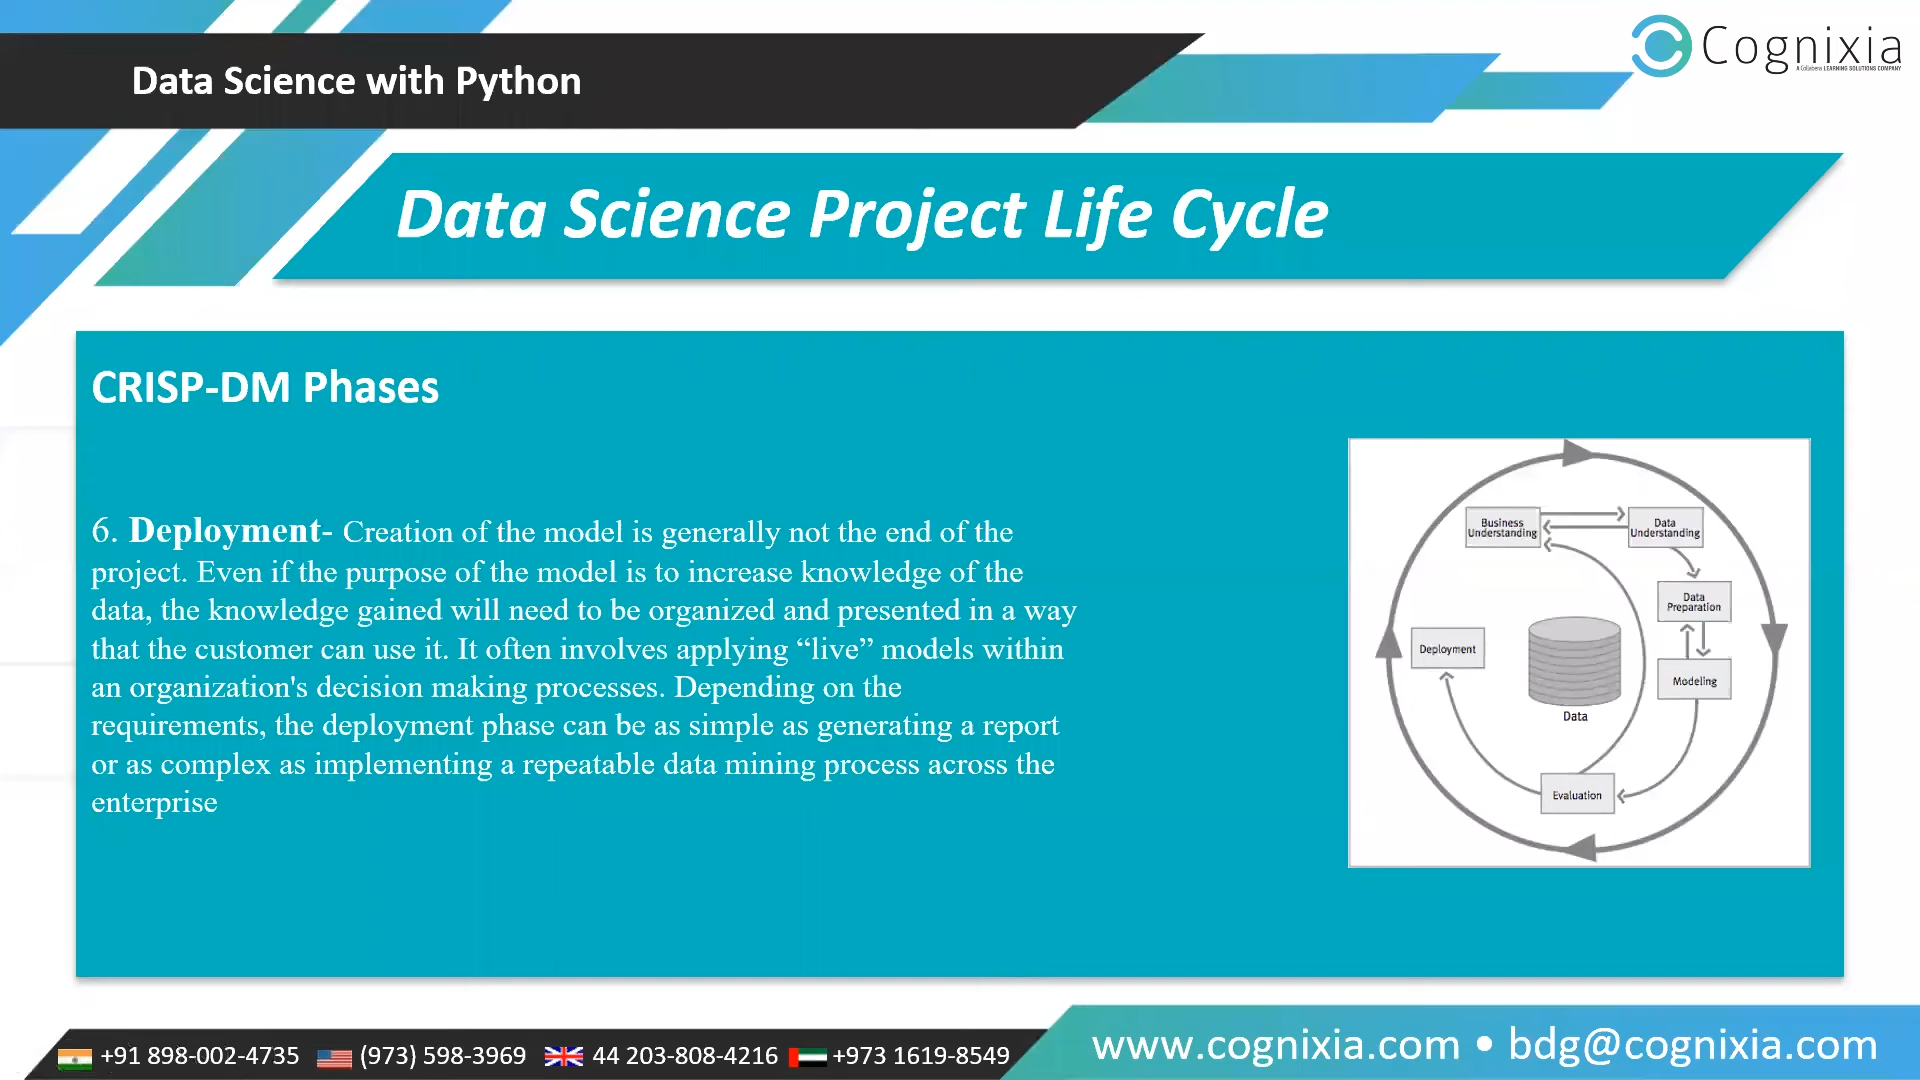 Cognixia
A Collabera LEARNING SOLUTIONS COMPANY
Data Science with Python
Data Science Project Life Cycle
CRISP-DM Phases
6. Deployment- Creation of the model is generally not the end of the
project. Even if the purpose of the model is to increase knowledge of the
data, the knowledge gained will need to be organized and presented in a way
that the customer can use it. It often involves applying “live” models within
an organization's decision making processes. Depending on the
requirements, the deployment phase can be as simple as generating a report
or as complex as implementing a repeatable data mining process across the
enterprise
Business
Understanding
Data
Understanding
Data
Preparation
Deployment
Modeling
Data
Evaluation
+91 898-002-4735 (973) 598-3969 44 203-808-4216 +973 1619-8549
www.cognixia.com • bdg@cognixia.com